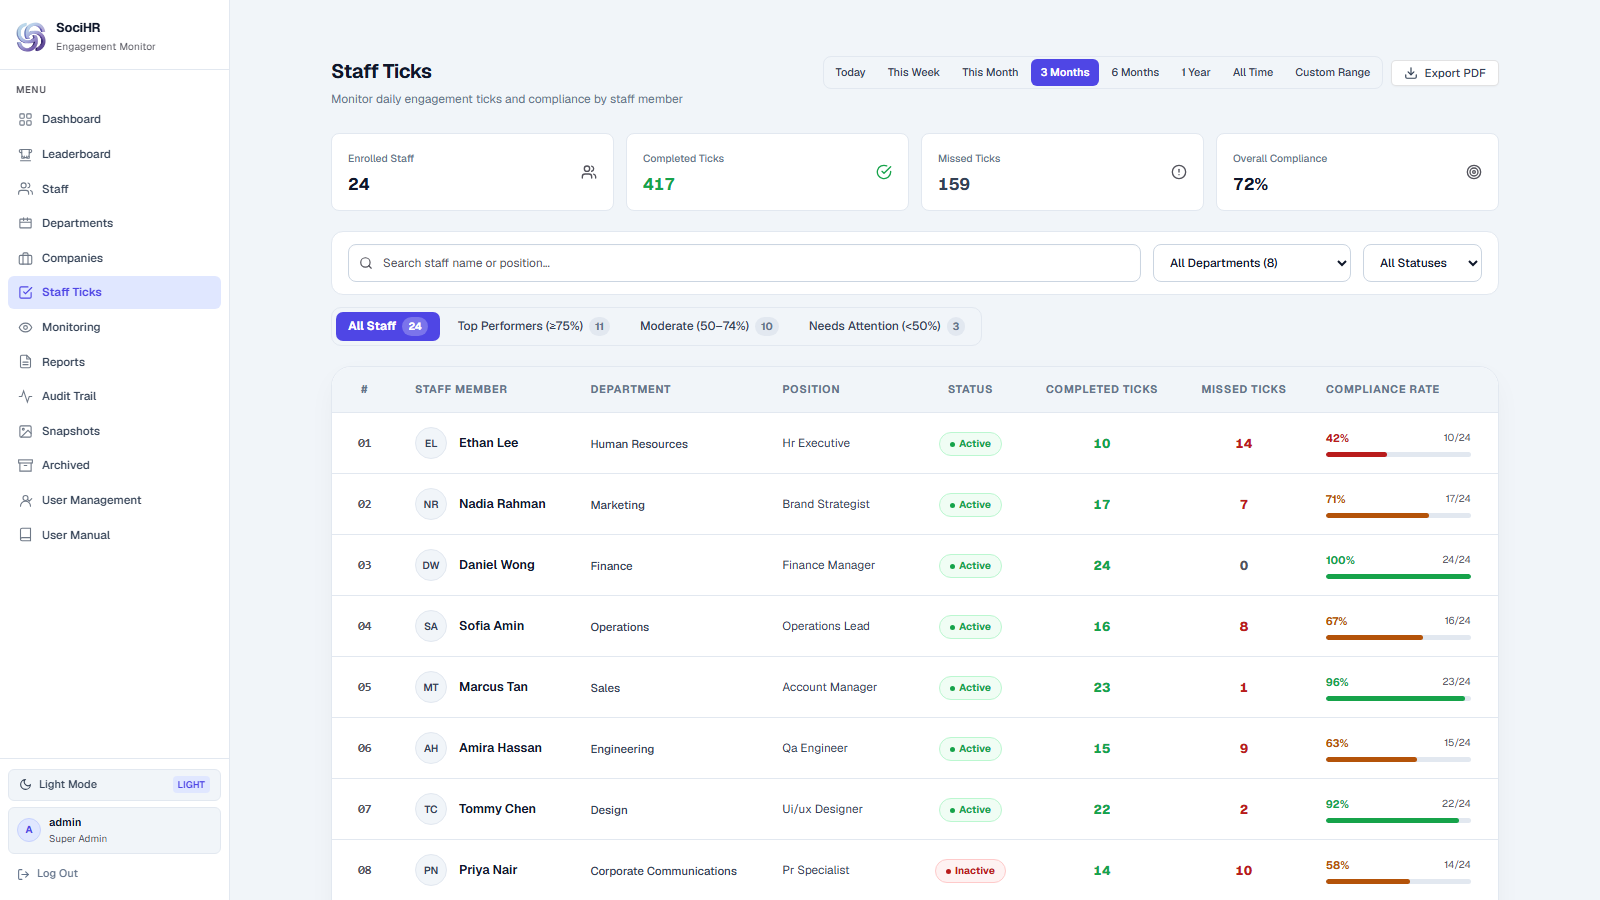 SociHR
Engagement Monitor
MENU
Dashboard
Leaderboard
Staff
Departments
Companies
Staff Ticks
Monitoring
Reports
Audit Trail
Snapshots
Archived
User Management
User Manual
Light Mode LIGHT
A admin
Super Admin
Log Out
Staff Ticks
Monitor daily engagement ticks and compliance by staff member
Today This Week This Month 3 Months 6 Months 1 Year All Time Custom Range Export PDF
Enrolled Staff
24
Completed Ticks
417
Missed Ticks
159
Overall Compliance
72%
Search staff name or position... All Departments (8) All Statuses
All Staff 24 Top Performers (≥75%) 11 Moderate (50–74%) 10 Needs Attention (<50%) 3
# STAFF MEMBER DEPARTMENT POSITION STATUS COMPLETED TICKS MISSED TICKS COMPLIANCE RATE
01 EL Ethan Lee Human Resources Hr Executive Active 10 14 42% 10/24
02 NR Nadia Rahman Marketing Brand Strategist Active 17 7 71% 17/24
03 DW Daniel Wong Finance Finance Manager Active 24 0 100% 24/24
04 SA Sofia Amin Operations Operations Lead Active 16 8 67% 16/24
05 MT Marcus Tan Sales Account Manager Active 23 1 96% 23/24
06 AH Amira Hassan Engineering Qa Engineer Active 15 9 63% 15/24
07 TC Tommy Chen Design Ui/ux Designer Active 22 2 92% 22/24
08 PN Priya Nair Corporate Communications Pr Specialist Inactive 14 10 58% 14/24